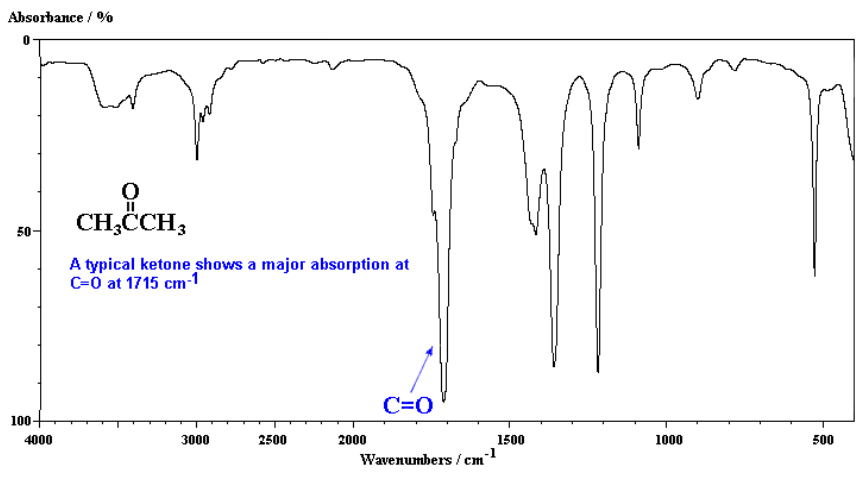 Absorbance / %
0
50
100
O
CH₃CCH₃
A typical ketone shows a major absorption at
C=O at 1715 cm⁻¹
C=O
4000 3000 2000 1500 1000 500
Wavenumbers / cm⁻¹